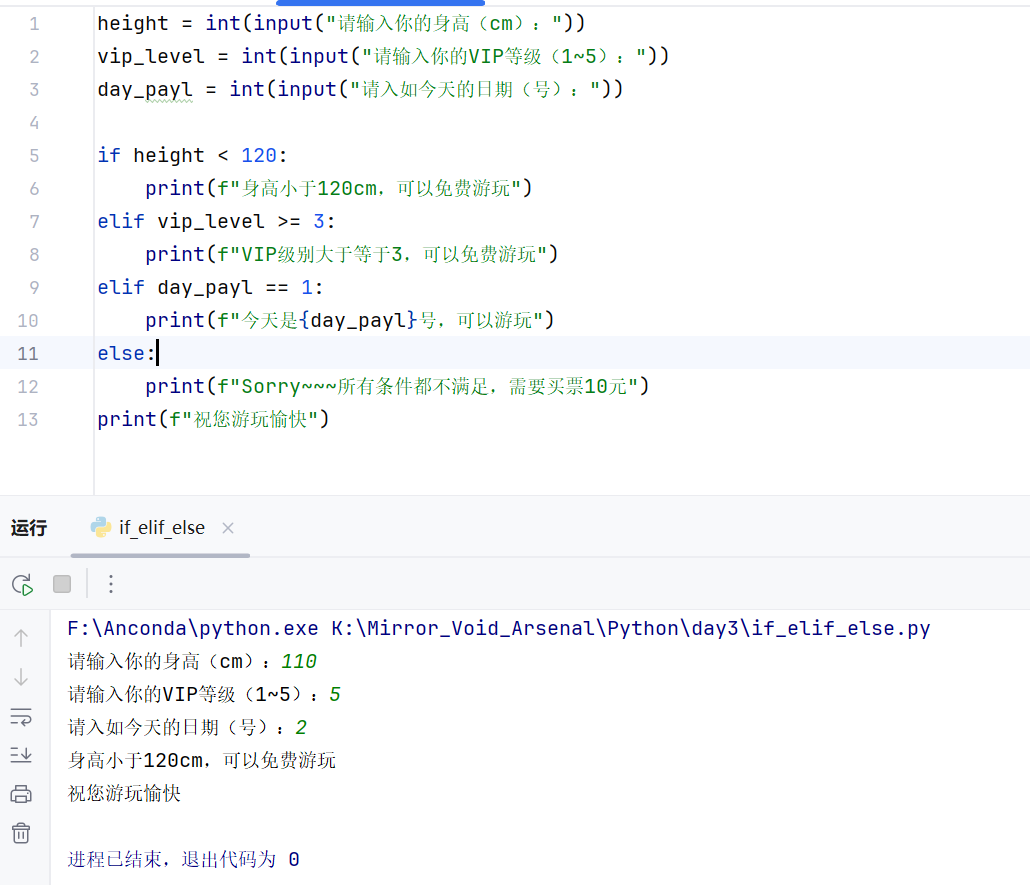 1 height = int(input("请输入你的身高（cm）："))
2 vip_level = int(input("请输入你的VIP等级（1~5）："))
3 day_payl = int(input("请入如今天的日期（号）："))
4
5 if height < 120:
6     print(f"身高小于120cm，可以免费游玩")
7 elif vip_level >= 3:
8     print(f"VIP级别大于等于3，可以免费游玩")
9 elif day_payl == 1:
10     print(f"今天是{day_payl}号，可以游玩")
11 else:
12     print(f"Sorry~~~所有条件都不满足，需要买票10元")
13 print(f"祝您游玩愉快")
运行 if_elif_else ×
F:\Anconda\python.exe K:\Mirror_Void_Arsenal\Python\day3\if_elif_else.py
请输入你的身高（cm）：110
请输入你的VIP等级（1~5）：5
请入如今天的日期（号）：2
身高小于120cm，可以免费游玩
祝您游玩愉快
进程已结束，退出代码为 0